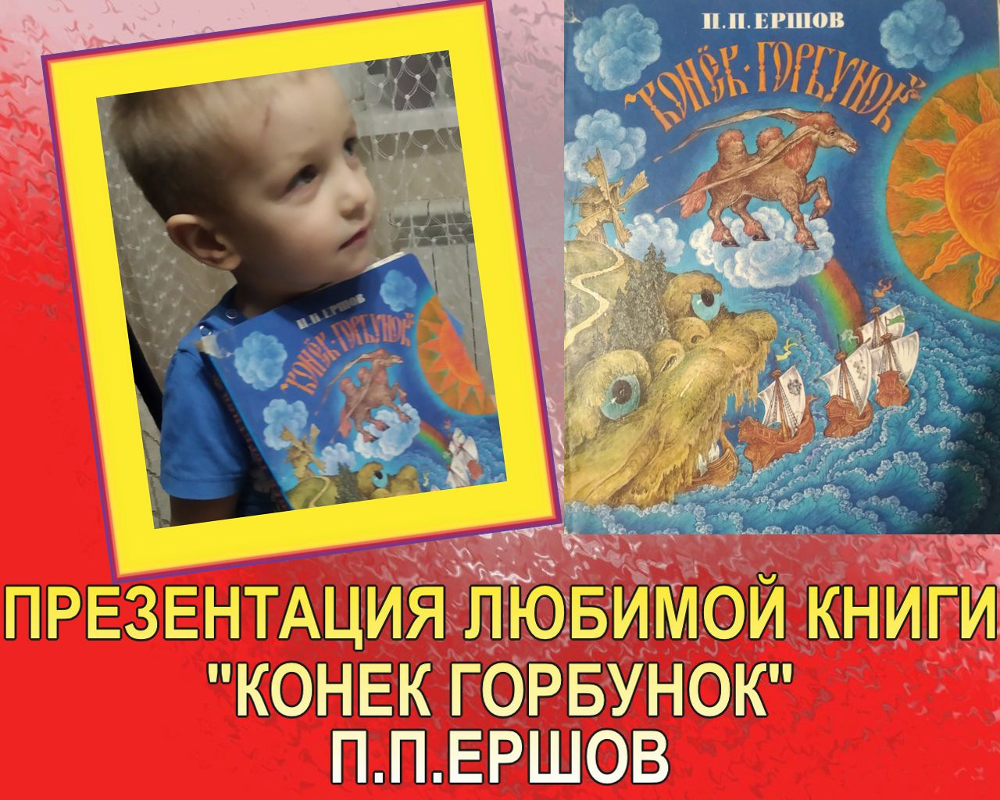 П.П.ЕРШОВ
КОНЁК-ГОРБУНОК
П.П.ЕРШОВ
КОНЁК-ГОРБУНОК
ПРЕЗЕНТАЦИЯ ЛЮБИМОЙ КНИГИ
"КОНЕК ГОРБУНОК"
П.П.ЕРШОВ